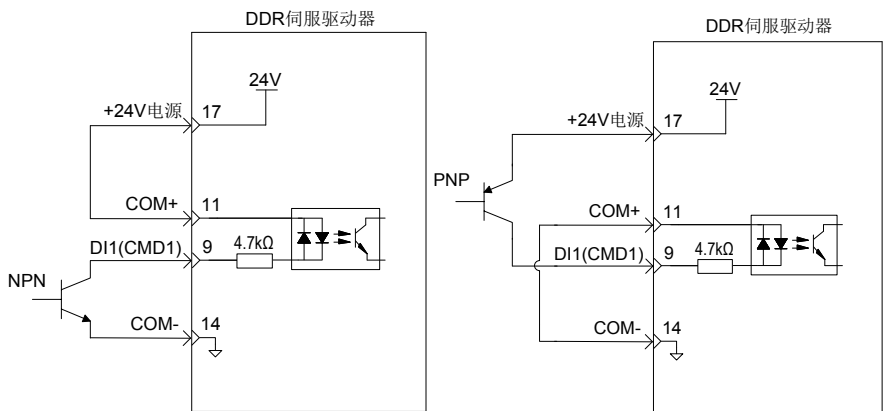 DDR伺服驱动器
24V
+24V电源
17
COM+
11
DI1(CMD1)
9
4.7kΩ
NPN
COM-
14
DDR伺服驱动器
24V
+24V电源
17
PNP
COM+
11
DI1(CMD1)
9
4.7kΩ
COM-
14